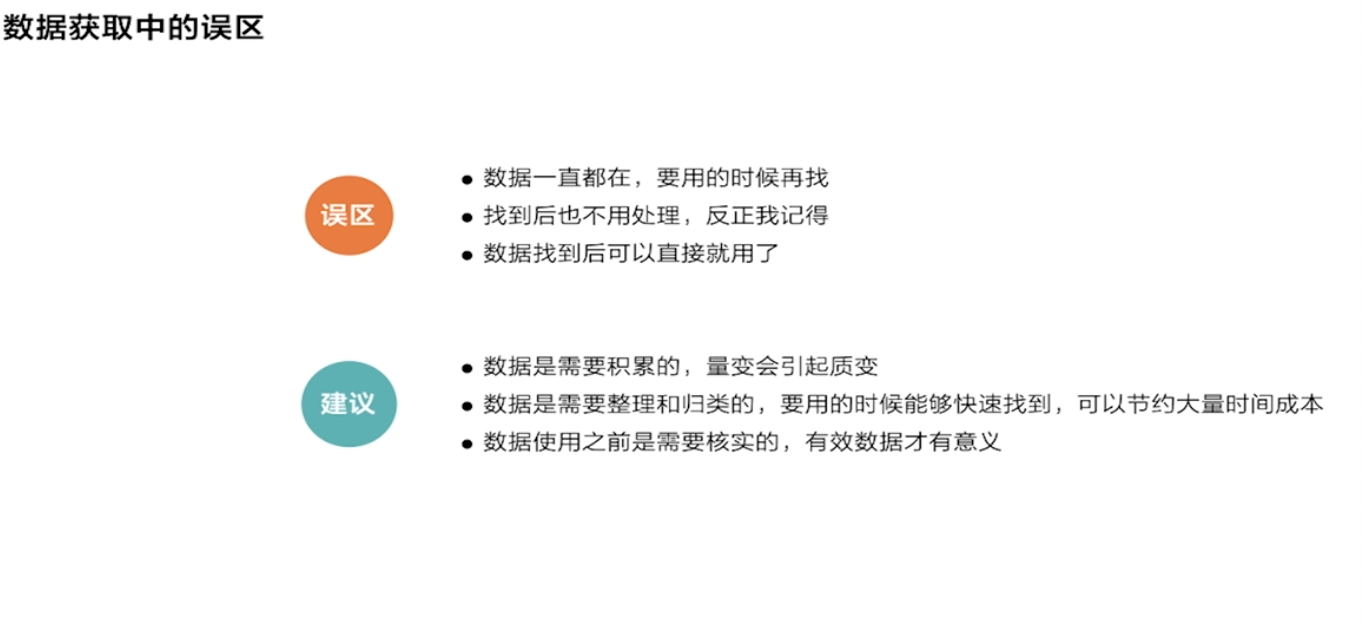 数据获取中的误区
误区
• 数据一直都在，要用的时候再找
• 找到后也不用处理，反正我记得
• 数据找到后可以直接就用了
建议
• 数据是需要积累的，量变会引起质变
• 数据是需要整理和归类的，要用的时候能够快速找到，可以节约大量时间成本
• 数据使用之前是需要核实的，有效数据才有意义